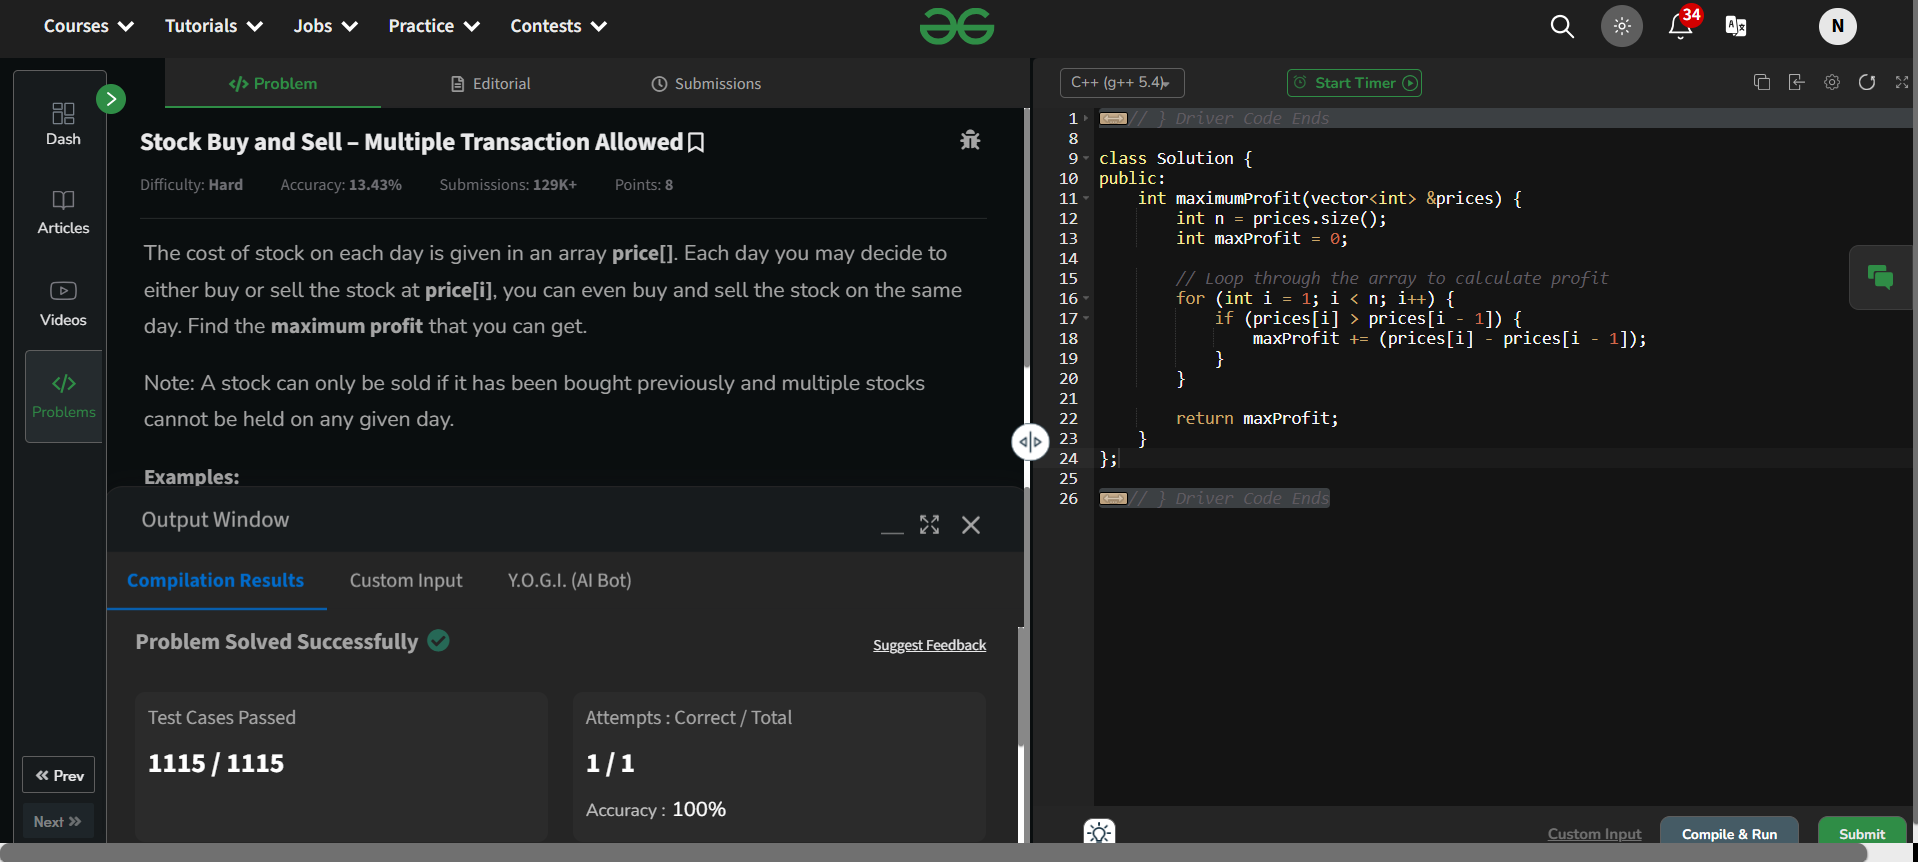 Courses Tutorials Jobs Practice Contests 34 N
Dash
Articles
Videos
Problems
Prev
Next
Problem Editorial Submissions
Stock Buy and Sell – Multiple Transaction Allowed
Difficulty: Hard Accuracy: 13.43% Submissions: 129K+ Points: 8
The cost of stock on each day is given in an array price[]. Each day you may decide to
either buy or sell the stock at price[i], you can even buy and sell the stock on the same
day. Find the maximum profit that you can get.
Note: A stock can only be sold if it has been bought previously and multiple stocks
cannot be held on any given day.
Examples:
Output Window
Compilation Results Custom Input Y.O.G.I. (AI Bot)
Problem Solved Successfully
Suggest Feedback
Test Cases Passed
1115 / 1115
Attempts : Correct / Total
1 / 1
Accuracy : 100%
C++ (g++ 5.4) Start Timer
1 // } Driver Code Ends
8
9 class Solution {
10 public:
11 int maximumProfit(vector<int> &prices) {
12 int n = prices.size();
13 int maxProfit = 0;
14
15 // Loop through the array to calculate profit
16 for (int i = 1; i < n; i++) {
17 if (prices[i] > prices[i - 1]) {
18 maxProfit += (prices[i] - prices[i - 1]);
19 }
20 }
21
22 return maxProfit;
23 }
24 };
25
26 // } Driver Code Ends
Custom Input Compile & Run Submit